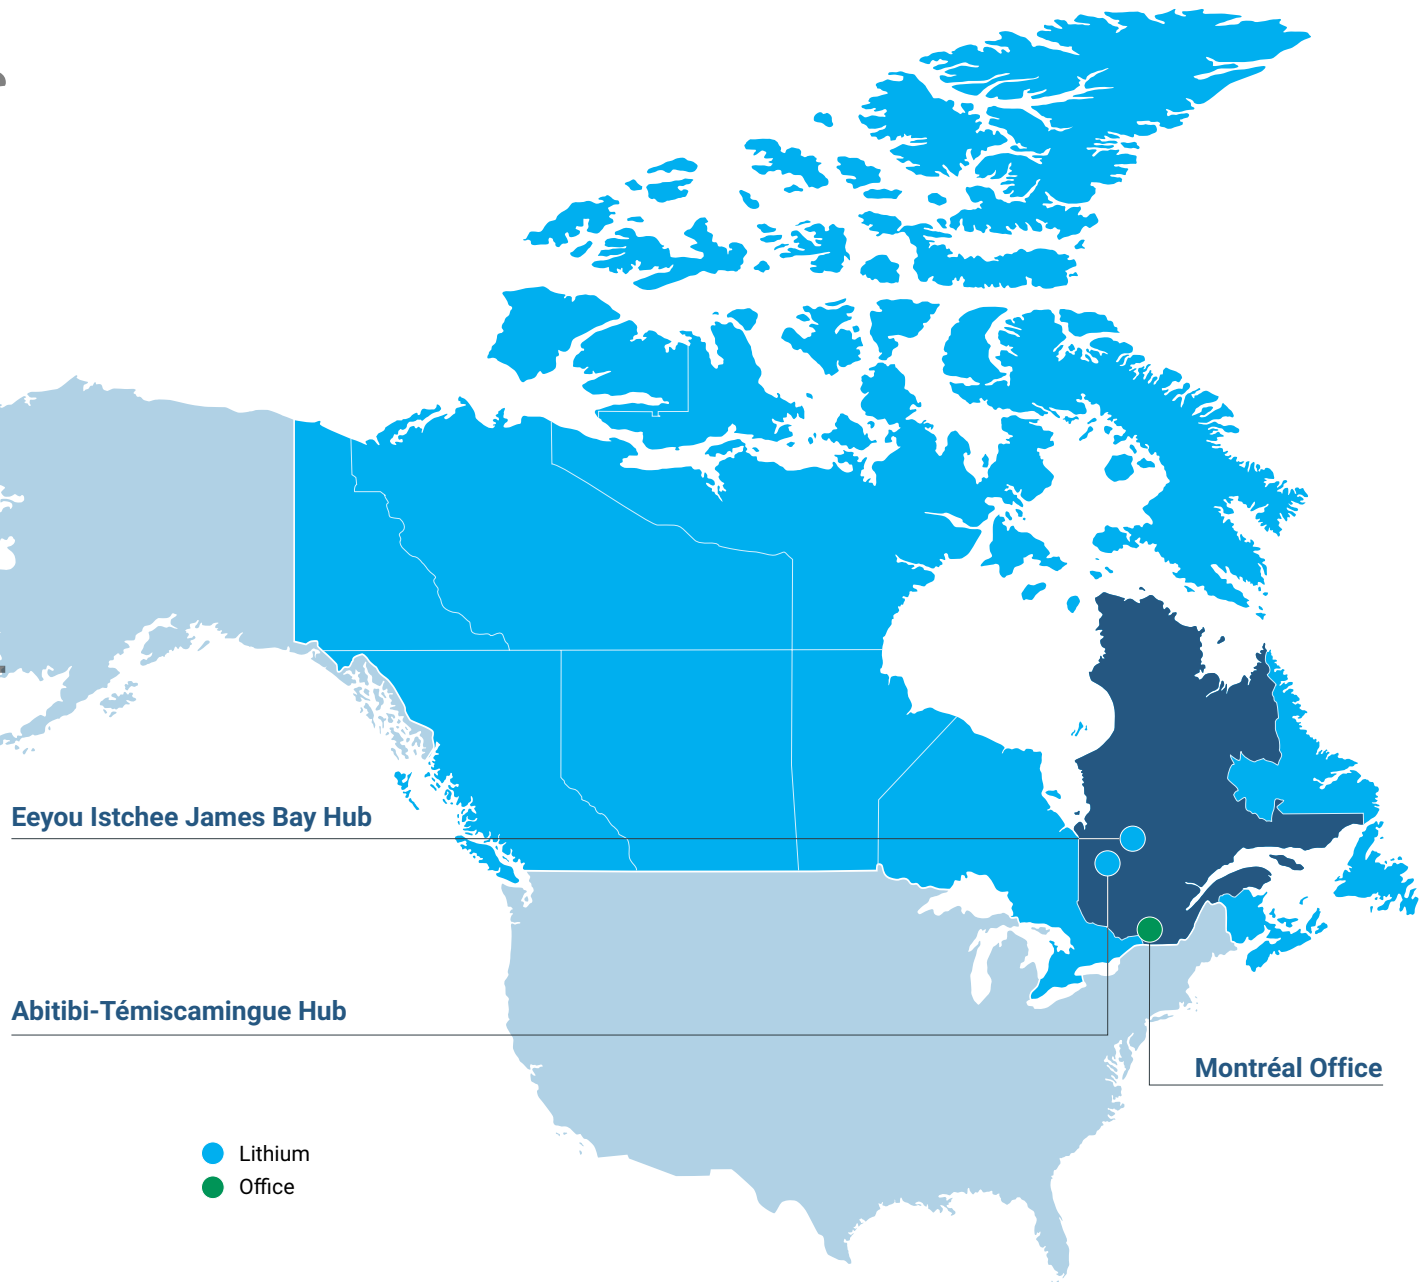 Eeyou Istchee James Bay Hub
Abitibi-Témiscamingue Hub
Montréal Office
Lithium
Office